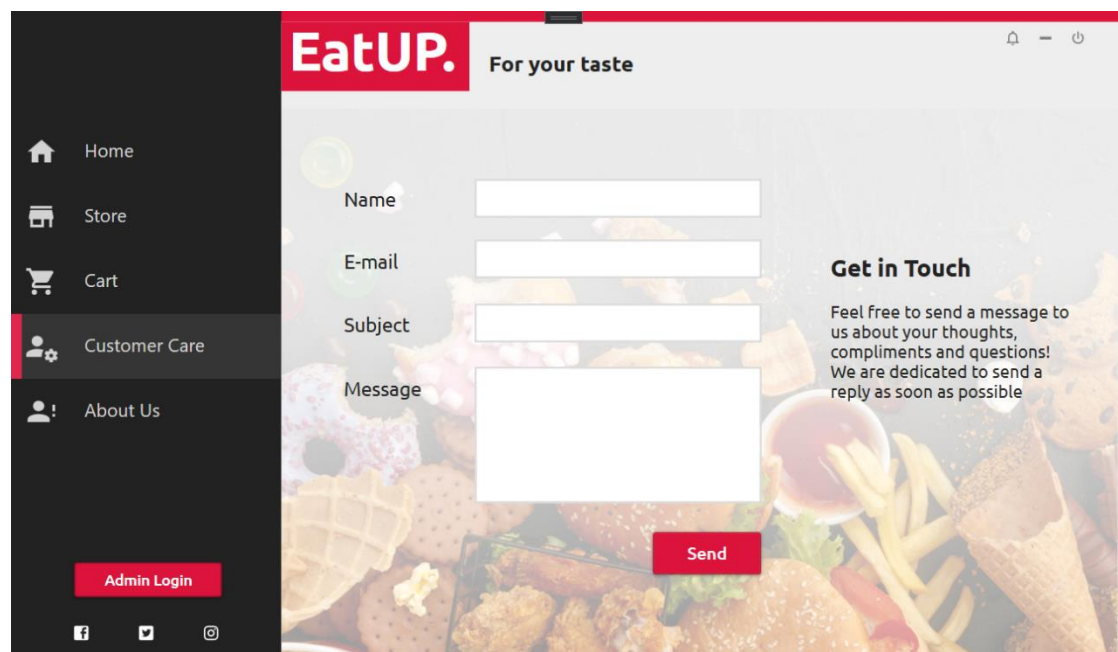 EatUP.
For your taste
Home
Store
Cart
Customer Care
About Us
Admin Login
Name
E-mail
Subject
Message
Send
Get in Touch
Feel free to send a message to
us about your thoughts,
compliments and questions!
We are dedicated to send a
reply as soon as possible